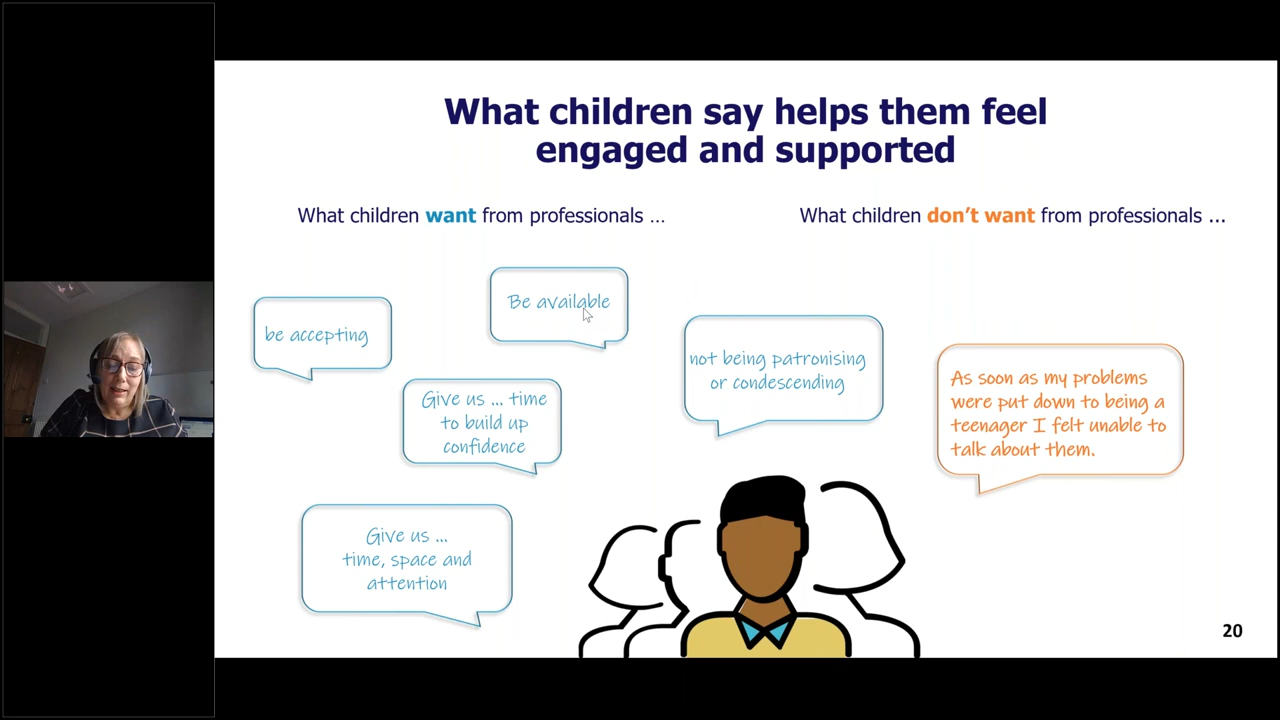 What children say helps them feel
engaged and supported
What children want from professionals ...
What children don't want from professionals ...
be accepting
Be available
Give us ... time
to build up
confidence
Give us ...
time, space and
attention
not being patronising
or condescending
As soon as my problems
were put down to being a
teenager I felt unable to
talk about them.
20